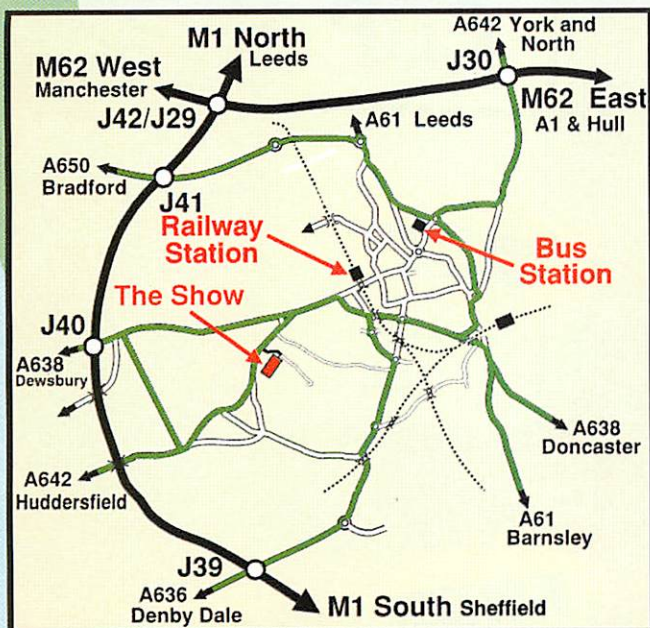 A642 York and
North
M1 North
Leeds
J30
M62 West
Manchester
J42/J29
M62 East
A1 & Hull
A61 Leeds
A650
Bradford
J41
Railway
Station
Bus
Station
The Show
J40
A638
Dewsbury
A638
Doncaster
A642
Huddersfield
A61
Barnsley
J39
A636
Denby Dale
M1 South Sheffield